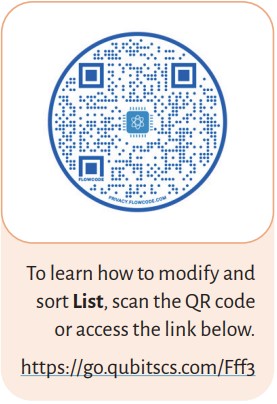 FLOWCODE
PRIVACY.FLOWCODE.COM
To learn how to modify and
sort List, scan the QR code
or access the link below.
https://go.qubitscs.com/Fff3